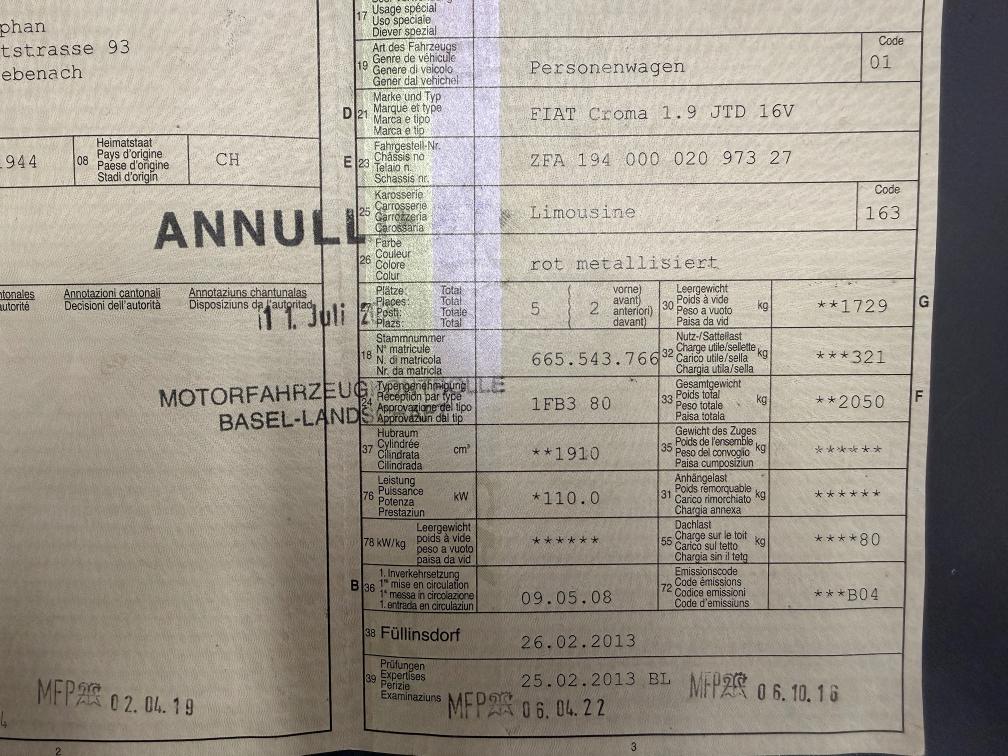 phan
tstrasse 93
ebenach
1944
08
Heimatstaat
Pays d'origine
Paese d'origine
Stadi d'origin
CH
ANNULL
Annotazioni cantonali
Decisioni dell'autorità
Annotaziuns chantunalas
Disposiziuns da l'autoritad
11. Juli 2
MOTORFAHRZEUG
BASEL-LANDS
MFP 02.04.19
2
17
Usage spécial
Uso speciale
Diever spezial
19
Art des Fahrzeugs
Genre de véhicule
Genere di veicolo
Gener dal vehichel
Personenwagen
Code
01
D
21
Marke und Typ
Marque et type
Marca e tipo
Marca e tip
FIAT Croma 1.9 JTD 16V
E
23
Fahrgestell-Nr.
Châssis no
Telaio n.
Schassis nr.
ZFA 194 000 020 973 27
25
Karosserie
Carrosserie
Carrozzeria
Carossaria
Limousine
Code
163
26
Farbe
Couleur
Colore
Colur
rot metallisiert
Plätze: Total
Places: Total
Posti: Totale
Plazs: Total
5
2
vorne)
avant)
anteriori)
davant)
30
Leergewicht
Poids à vide
Peso a vuoto
Paisa da vid
kg
**1729
G
18
Stammnummer
N° matricule
N. di matricola
Nr. da matricla
665.543.766
32
Nutz-/Sattellast
Charge utile/sellette
Carico utile/sella
Chargia utila/sella
kg
***321
24
Typengenehmigung
Réception par type
Approvazione del tipo
Approvaziun dal tip
1FB3 80
33
Gesamtgewicht
Poids total
Peso totale
Paisa totala
kg
**2050
F
37
Hubraum
Cylindrée
Cilindrata
Cilindrada
cm³
**1910
35
Gewicht des Zuges
Poids de l'ensemble
Peso del convoglio
Paisa cumposiziun
kg
******
76
Leistung
Puissance
Potenza
Prestaziun
kW
*110.0
31
Anhängelast
Poids remorquable
Carico rimorchiato
Chargia annexa
kg
******
78 kW/kg
Leergewicht
poids à vide
peso a vuoto
paisa da vid
******
55
Dachlast
Charge sur le toit
Carico sul tetto
Chargia sin il tetg
kg
****80
B
36
1. Inverkehrsetzung
1re mise en circulation
1a messa in circolazione
1. entrada en circulaziun
09.05.08
72
Emissionscode
Code émissions
Codice emissioni
Code d'emissiuns
***B04
38 Füllinsdorf
26.02.2013
39
Prüfungen
Expertises
Perizie
Examinaziuns
25.02.2013 BL
MFP 06.10.16
MFP 06.04.22
3